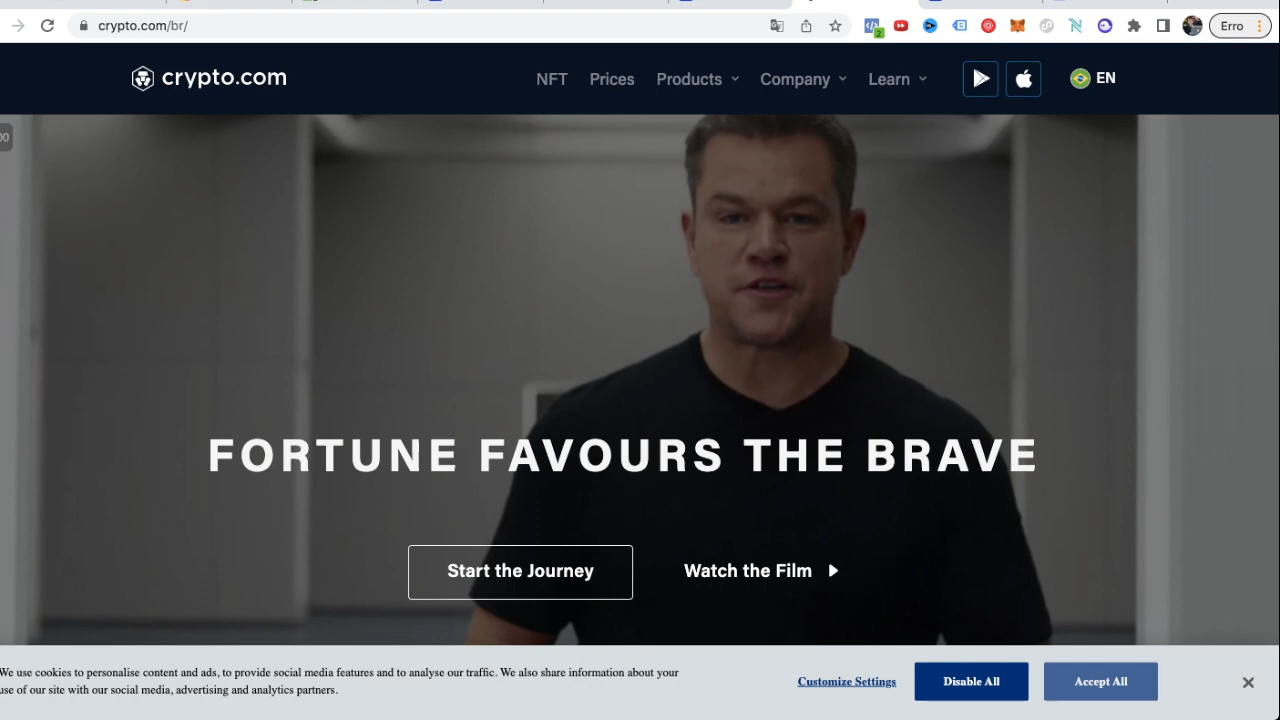 crypto.com/br/
2
Erro
crypto.com
NFT Prices Products Company Learn EN
00
FORTUNE FAVOURS THE BRAVE
Start the Journey Watch the Film
We use cookies to personalise content and ads, to provide social media features and to analyse our traffic. We also share information about your
use of our site with our social media, advertising and analytics partners.
Customize Settings Disable All Accept All